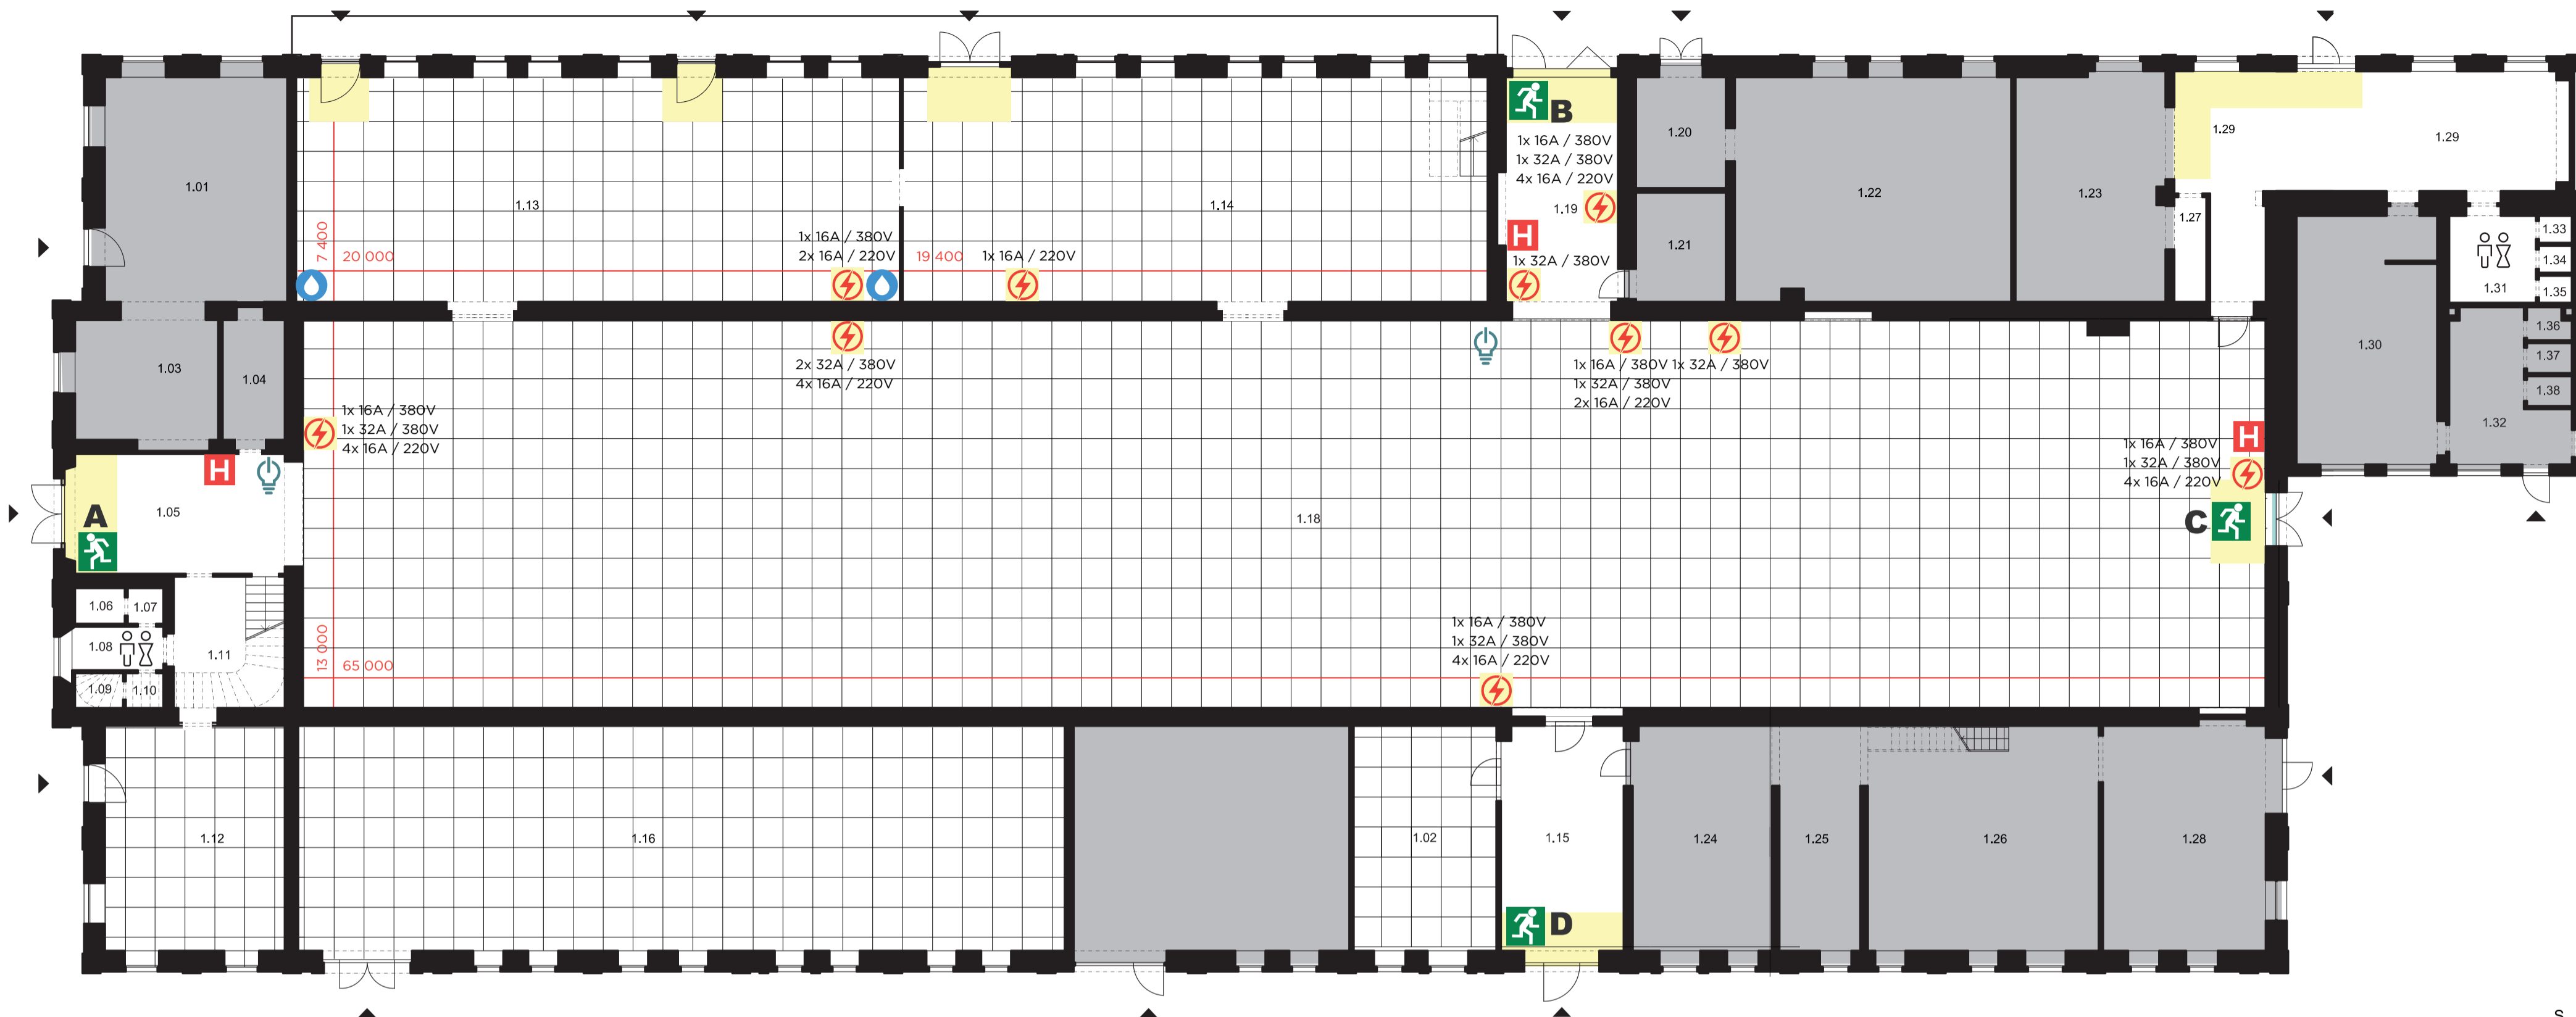 B
1x 16A / 380V
1x 32A / 380V
4x 16A / 220V
1.20
1.29
1.29
1.01
1.22
1.23
1.13
1.14
1.19
1.27
1.33
7 400
20 000
1x 16A / 380V
2x 16A / 220V
19 400
1x 16A / 220V
H
1x 32A / 380V
1.21
1.34
1.31
1.35
1.03
1.04
2x 32A / 380V
4x 16A / 220V
1x 16A / 380V
1x 32A / 380V
2x 16A / 220V
1x 32A / 380V
1.30
1.36
1.37
1.38
1.32
1x 16A / 380V
1x 32A / 380V
4x 16A / 220V
H
1x 16A / 380V
1x 32A / 380V
4x 16A / 220V
H
A
1.05
1.18
C
1.06
1.07
1.08
1.11
1.09
1.10
13 000
65 000
1x 16A / 380V
1x 32A / 380V
4x 16A / 220V
1.12
1.16
1.02
1.15
1.24
1.25
1.26
1.28
D
S